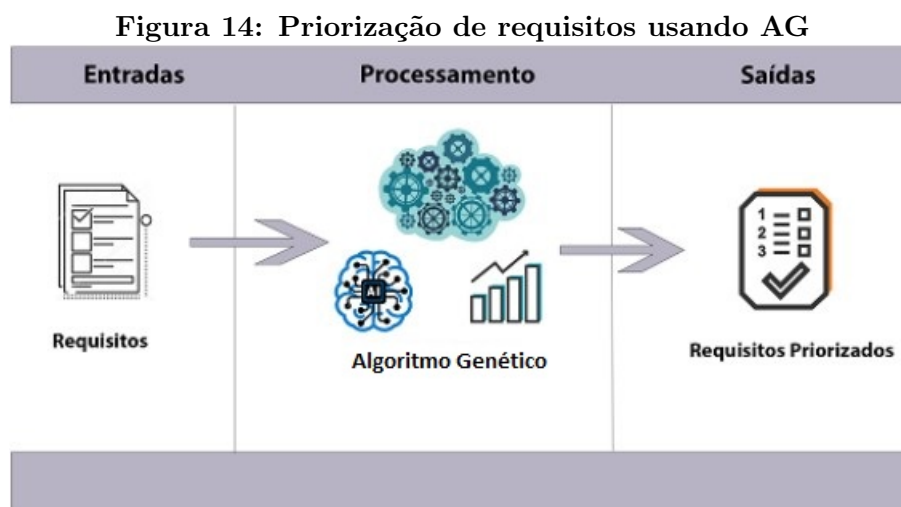 Figura 14: Priorização de requisitos usando AG
Entradas
Processamento
Saídas
AI
1
2
3
Requisitos
Algoritmo Genético
Requisitos Priorizados